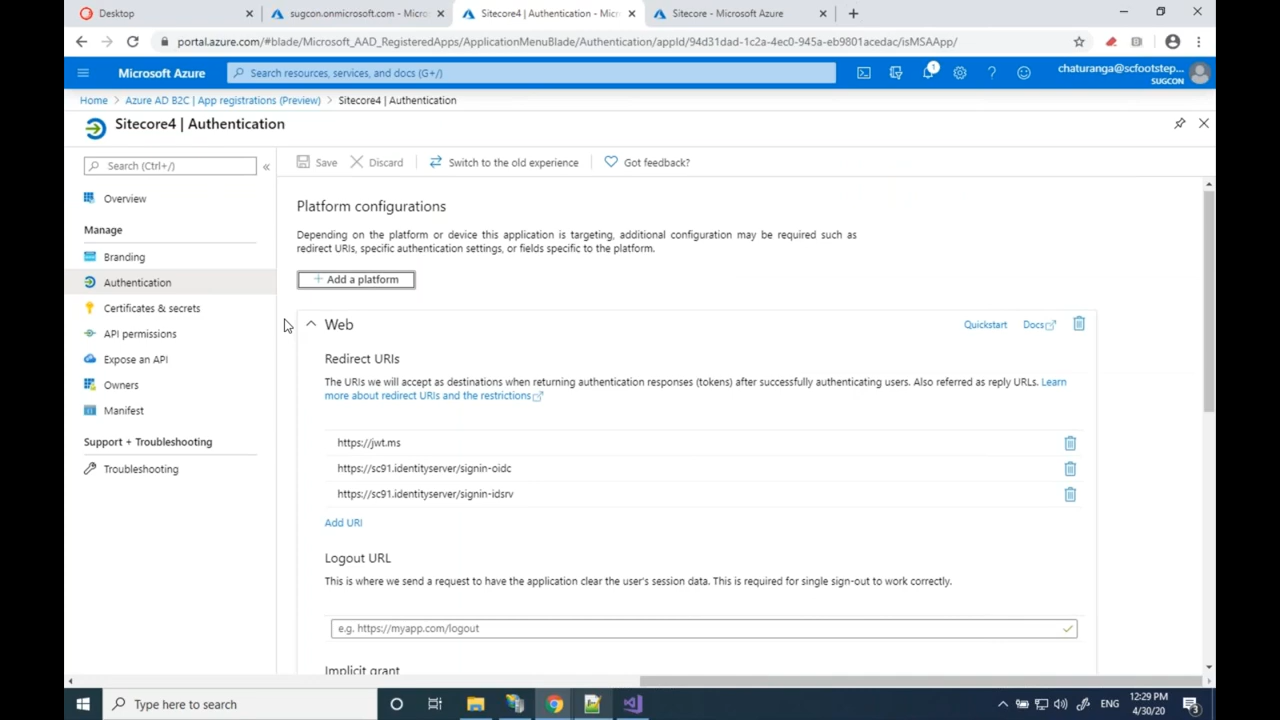 Desktop
sugcon.onmicrosoft.com - Micro
Sitecore4 | Authentication - Mic
Sitecore - Microsoft Azure
portal.azure.com/#blade/Microsoft_AAD_RegisteredApps/ApplicationMenuBlade/Authentication/appId/94d31dad-1c2a-4ec0-945a-eb9801acedac/isMSAApp/
Microsoft Azure
Search resources, services, and docs (G+/)
1
chaturanga@scfootstep...
SUGCON
Home > Azure AD B2C | App registrations (Preview) > Sitecore4 | Authentication
Sitecore4 | Authentication
Search (Ctrl+/)
«
Save
Discard
Switch to the old experience
Got feedback?
Overview
Manage
Branding
Authentication
Certificates & secrets
API permissions
Expose an API
Owners
Manifest
Support + Troubleshooting
Troubleshooting
Platform configurations
Depending on the platform or device this application is targeting, additional configuration may be required such as
redirect URIs, specific authentication settings, or fields specific to the platform.
+ Add a platform
Web
Quickstart
Docs
Redirect URIs
The URIs we will accept as destinations when returning authentication responses (tokens) after successfully authenticating users. Also referred as reply URLs. Learn
more about redirect URIs and the restrictions
https://jwt.ms
https://sc91.identityserver/signin-oidc
https://sc91.identityserver/signin-idsrv
Add URI
Logout URL
This is where we send a request to have the application clear the user's session data. This is required for single sign-out to work correctly.
e.g. https://myapp.com/logout
Implicit grant
Type here to search
ENG
12:29 PM
4/30/20
3